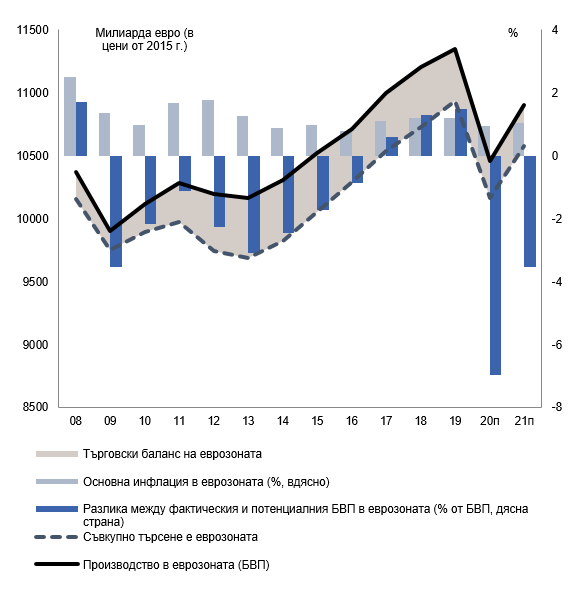 Милиарда евро (в
цени от 2015 г.)
%
11500
11000
10500
10000
9500
9000
8500
4
2
0
-2
-4
-6
-8
08 09 10 11 12 13 14 15 16 17 18 19 20п 21п
Търговски баланс на еврозоната
Основна инфлация в еврозоната (%, вдясно)
Разлика между фактическия и потенциалния БВП в еврозоната (% от БВП, дясна
страна)
Съвкупно търсене е еврозоната
Производство в еврозоната (БВП)